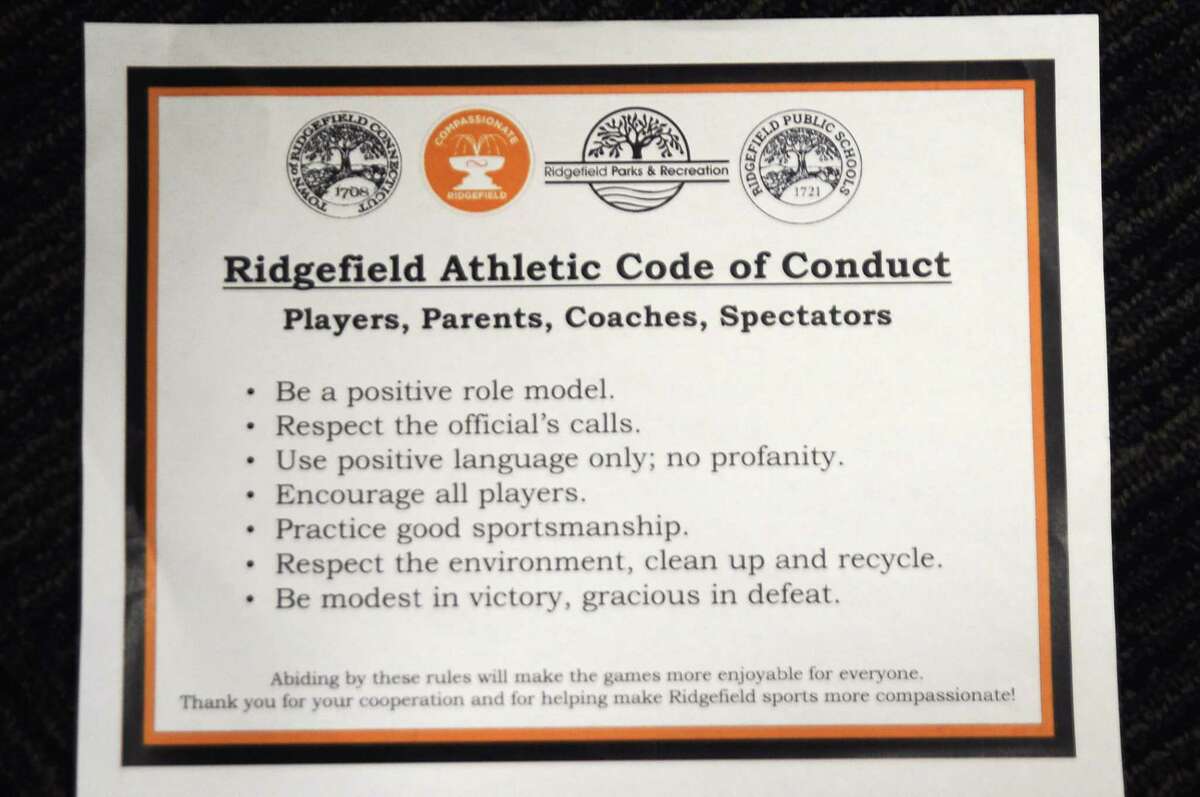 TOWN of RIDGEFIELD CONNECTICUT
1708
COMPASSIONATE
RIDGEFIELD
Ridgefield Parks & Recreation
RIDGEFIELD PUBLIC SCHOOLS
1721
Ridgefield Athletic Code of Conduct
Players, Parents, Coaches, Spectators
• Be a positive role model.
• Respect the official's calls.
• Use positive language only; no profanity.
• Encourage all players.
• Practice good sportsmanship.
• Respect the environment, clean up and recycle.
• Be modest in victory, gracious in defeat.
Abiding by these rules will make the games more enjoyable for everyone.
Thank you for your cooperation and for helping make Ridgefield sports more compassionate!